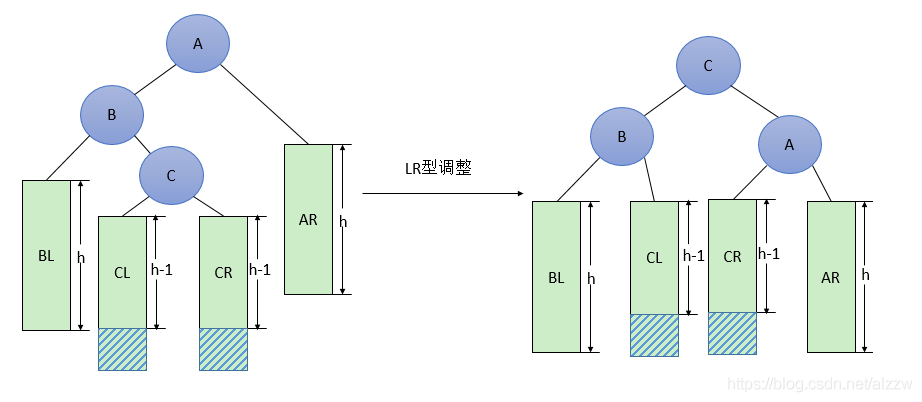 A
B
C
BL
h
CL
h-1
CR
h-1
AR
h
LR型调整
C
B
A
BL
h
CL
h-1
CR
h-1
AR
h
https://blog.csdn.net/alzzw